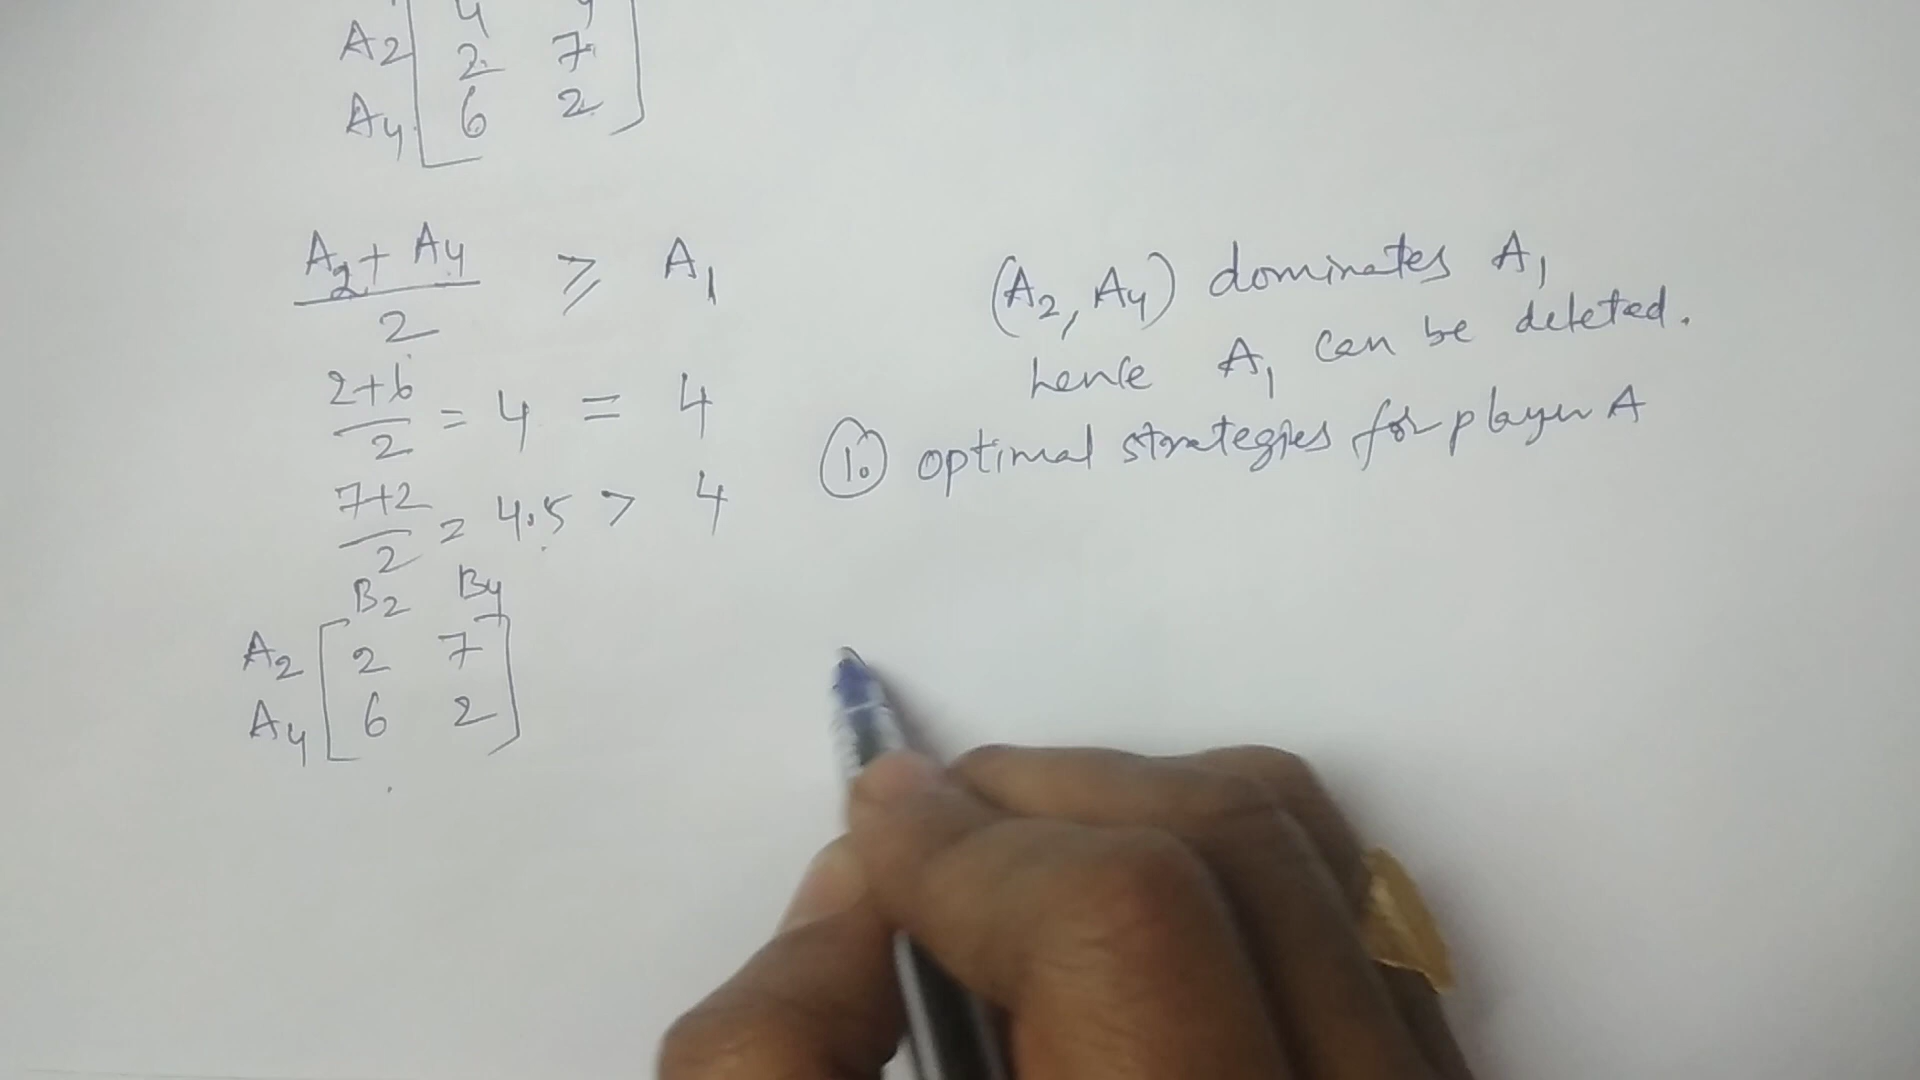 4 4
A2 2 7
A4 6 2
A2 + A4 / 2 ⩾ A1
2+6 / 2 = 4 = 4
7+2 / 2 = 4.5 > 4
B2 B4
A2 2 7
A4 6 2
(A2, A4) dominates A1
hence A1 can be deleted.
1. optimal strategies for player A